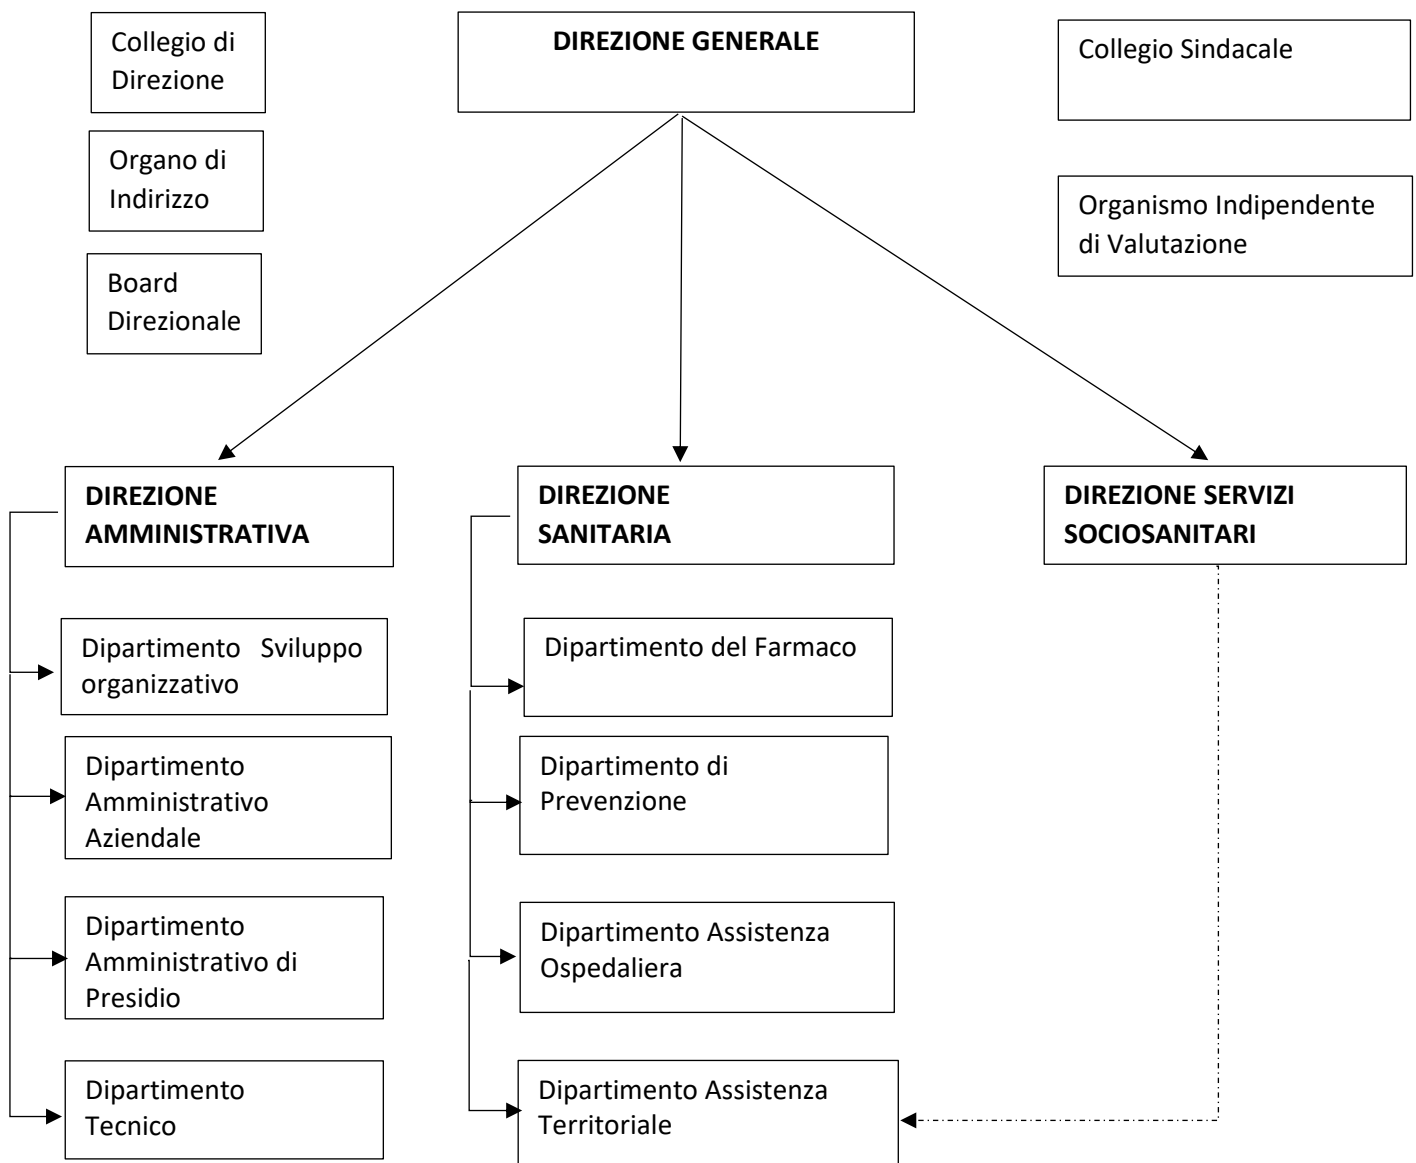 Collegio di
Direzione
DIREZIONE GENERALE
Collegio Sindacale
Organo di
Indirizzo
Organismo Indipendente
di Valutazione
Board
Direzionale
DIREZIONE
AMMINISTRATIVA
DIREZIONE
SANITARIA
DIREZIONE SERVIZI
SOCIOSANITARI
Dipartimento Sviluppo
organizzativo
Dipartimento del Farmaco
Dipartimento
Amministrativo
Aziendale
Dipartimento di
Prevenzione
Dipartimento
Amministrativo di
Presidio
Dipartimento Assistenza
Ospedaliera
Dipartimento
Tecnico
Dipartimento Assistenza
Territoriale